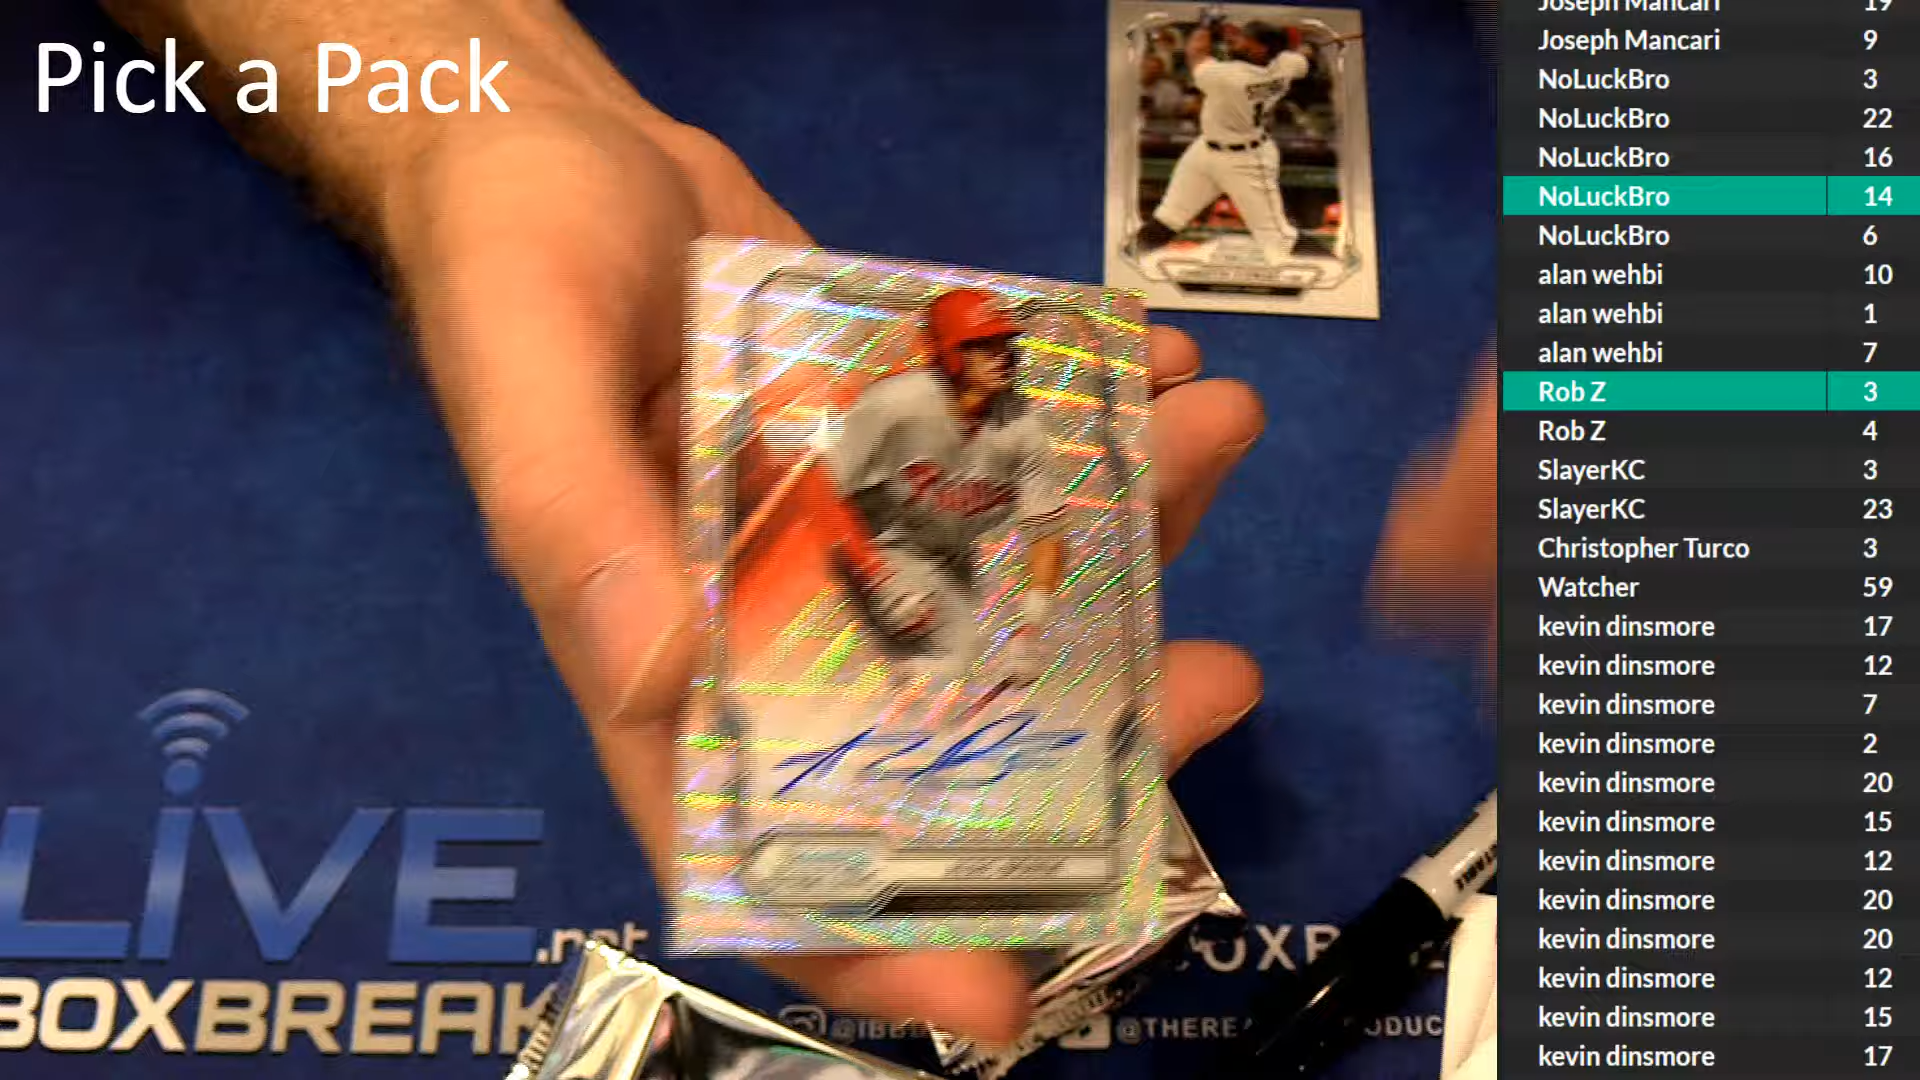 Pick a Pack
Joseph Mancari 19
Joseph Mancari 9
NoLuckBro 3
NoLuckBro 22
NoLuckBro 16
NoLuckBro 14
NoLuckBro 6
alan wehbi 10
alan wehbi 1
alan wehbi 7
Rob Z 3
Rob Z 4
SlayerKC 3
SlayerKC 23
Christopher Turco 3
Watcher 59
kevin dinsmore 17
kevin dinsmore 12
kevin dinsmore 7
kevin dinsmore 2
kevin dinsmore 20
kevin dinsmore 15
kevin dinsmore 12
kevin dinsmore 20
kevin dinsmore 20
kevin dinsmore 12
kevin dinsmore 15
kevin dinsmore 17
LIVE
.net
BOXBREAK